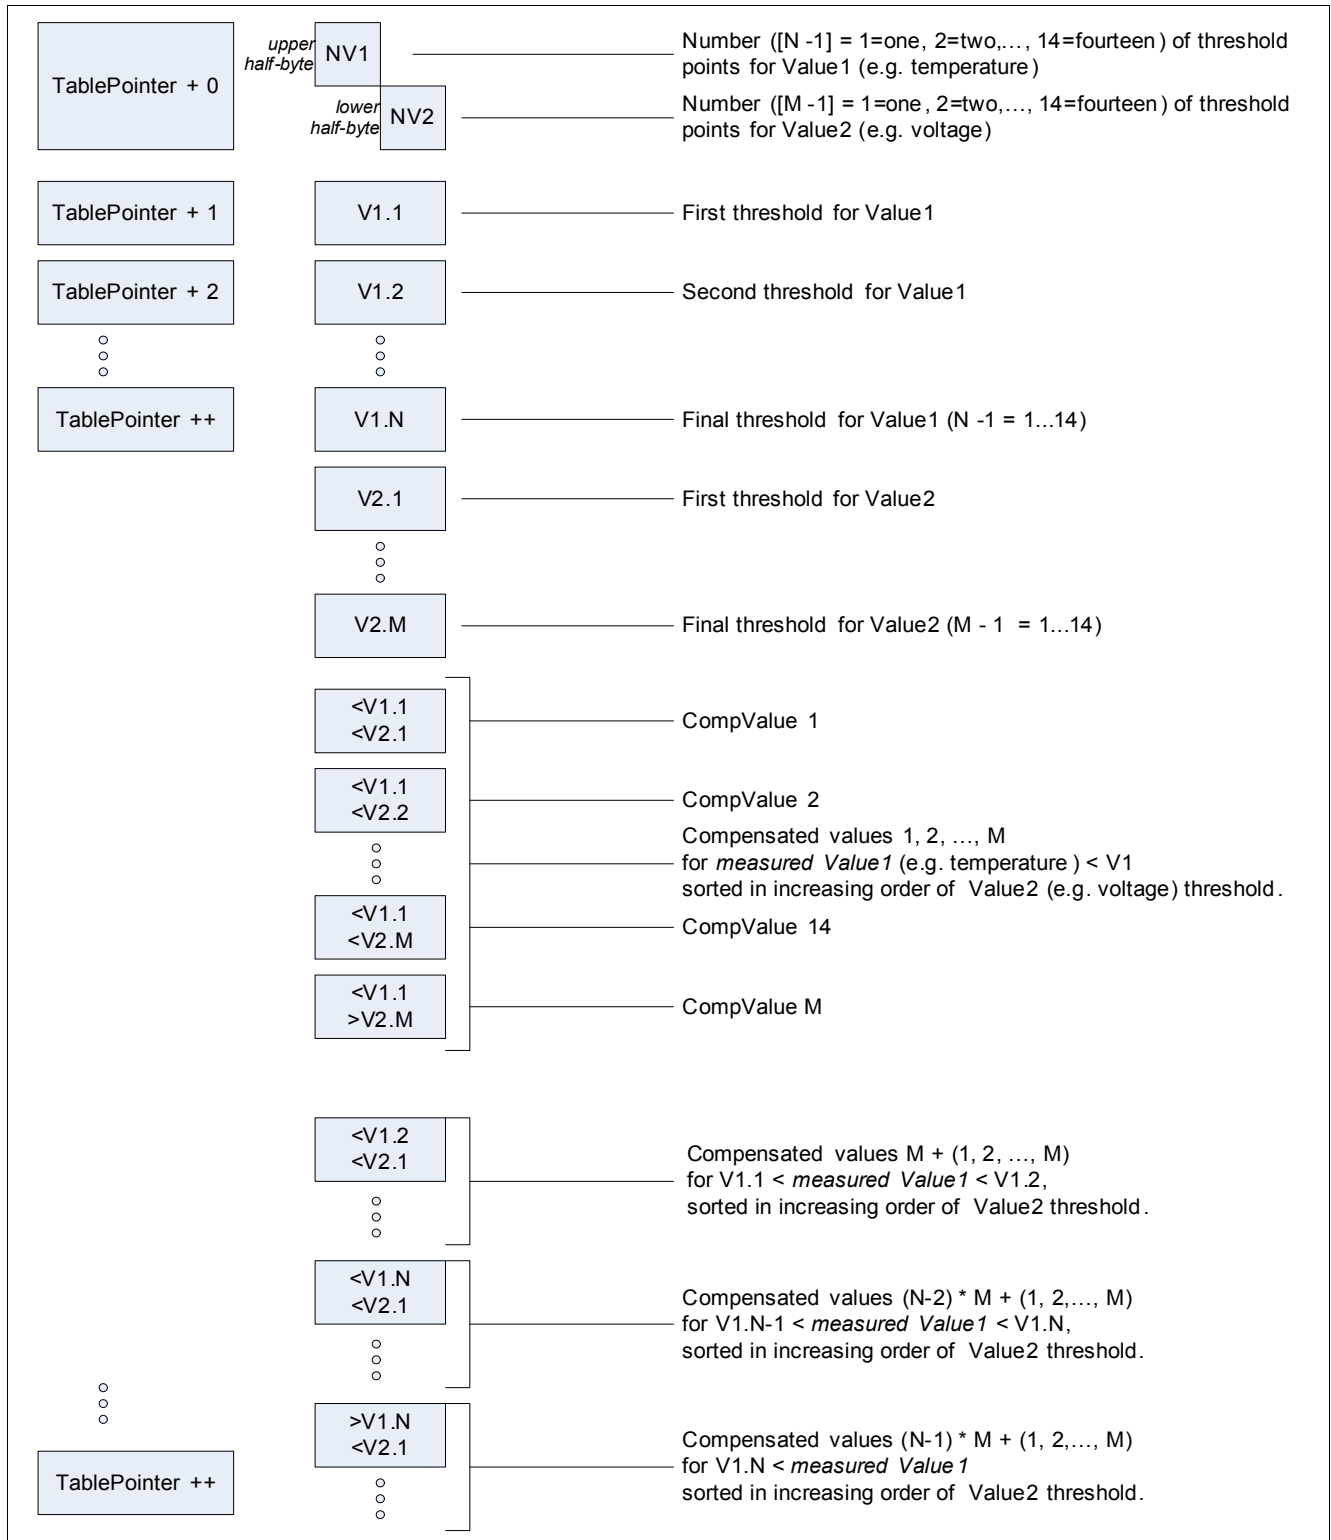 TablePointer + 0
upper
half-byte
NV1
Number ([N -1] = 1=one, 2=two,..., 14=fourteen) of threshold
points for Value1 (e.g. temperature)
lower
half-byte
NV2
Number ([M -1] = 1=one, 2=two,..., 14=fourteen) of threshold
points for Value2 (e.g. voltage)
TablePointer + 1
V1.1
First threshold for Value1
TablePointer + 2
V1.2
Second threshold for Value1
TablePointer ++
V1.N
Final threshold for Value1 (N -1 = 1...14)
V2.1
First threshold for Value2
V2.M
Final threshold for Value2 (M - 1 = 1...14)
<V1.1
<V2.1
CompValue 1
<V1.1
<V2.2
CompValue 2
Compensated values 1, 2, ..., M
for measured Value1 (e.g. temperature) < V1
sorted in increasing order of Value2 (e.g. voltage) threshold.
<V1.1
<V2.M
CompValue 14
<V1.1
>V2.M
CompValue M
<V1.2
<V2.1
Compensated values M + (1, 2, ..., M)
for V1.1 < measured Value1 < V1.2,
sorted in increasing order of Value2 threshold.
<V1.N
<V2.1
Compensated values (N-2) * M + (1, 2,..., M)
for V1.N-1 < measured Value1 < V1.N,
sorted in increasing order of Value2 threshold.
>V1.N
<V2.1
Compensated values (N-1) * M + (1, 2,..., M)
for V1.N < measured Value1
sorted in increasing order of Value2 threshold.
TablePointer ++